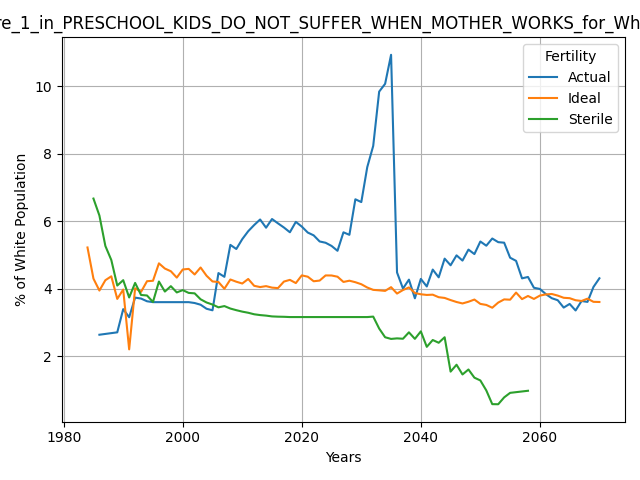 re_1_in_PRESCHOOL_KIDS_DO_NOT_SUFFER_WHEN_MOTHER_WORKS_for_Wh
Fertility
Actual
Ideal
Sterile
% of White Population
10
8
6
4
2
1980 2000 2020 2040 2060
Years